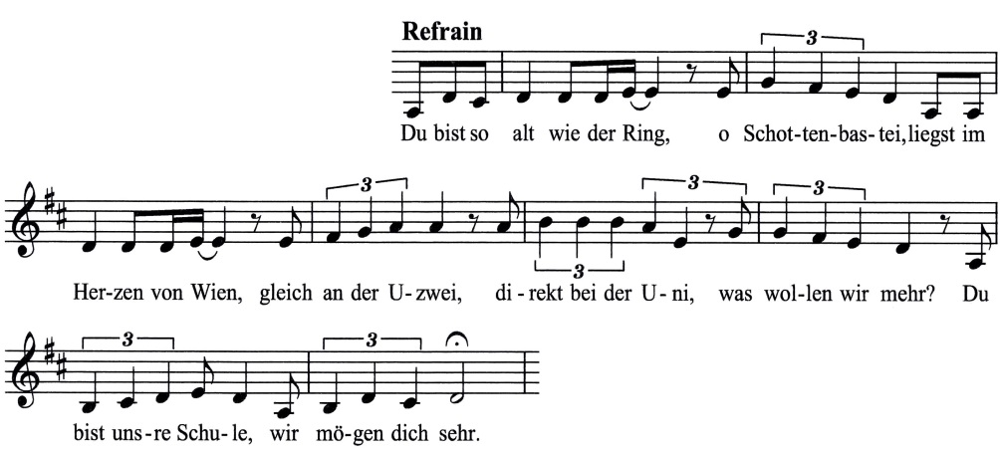 Refrain
3
Du bist so alt wie der Ring, o Schot-ten-bas-tei, liegst im
3 3 3
3
Her-zen von Wien, gleich an der U-zwei, di-rekt bei der U-ni, was wol-len wir mehr? Du
3 3
bist uns-re Schu-le, wir mö-gen dich sehr.